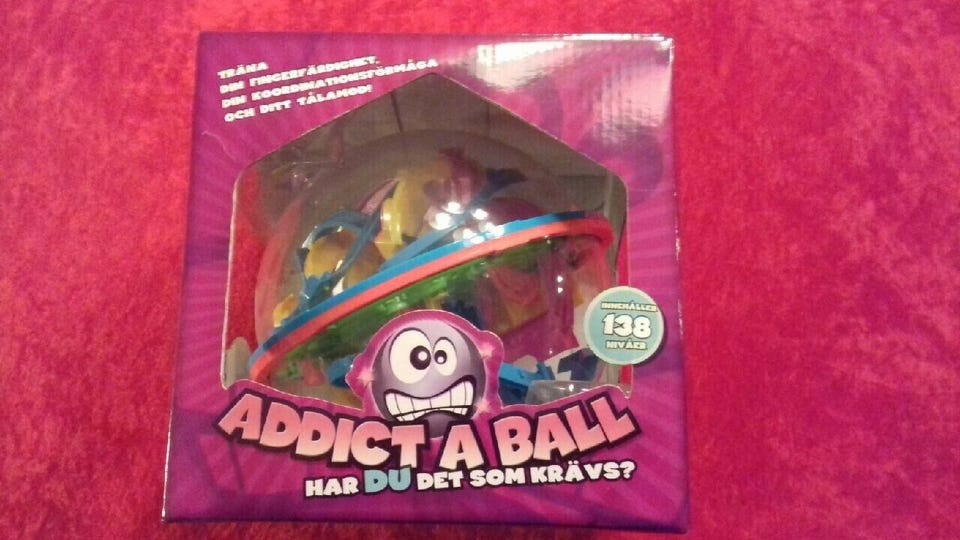 TRÄNA
DIN FINGERFÄRDIGHET,
DIN KOORDINATIONSFÖRMÅGA
OCH DITT TÅLAMOD!
INNEHÅLLER
138
NIVÅER
ADDICT A BALL
HAR DU DET SOM KRÄVS?